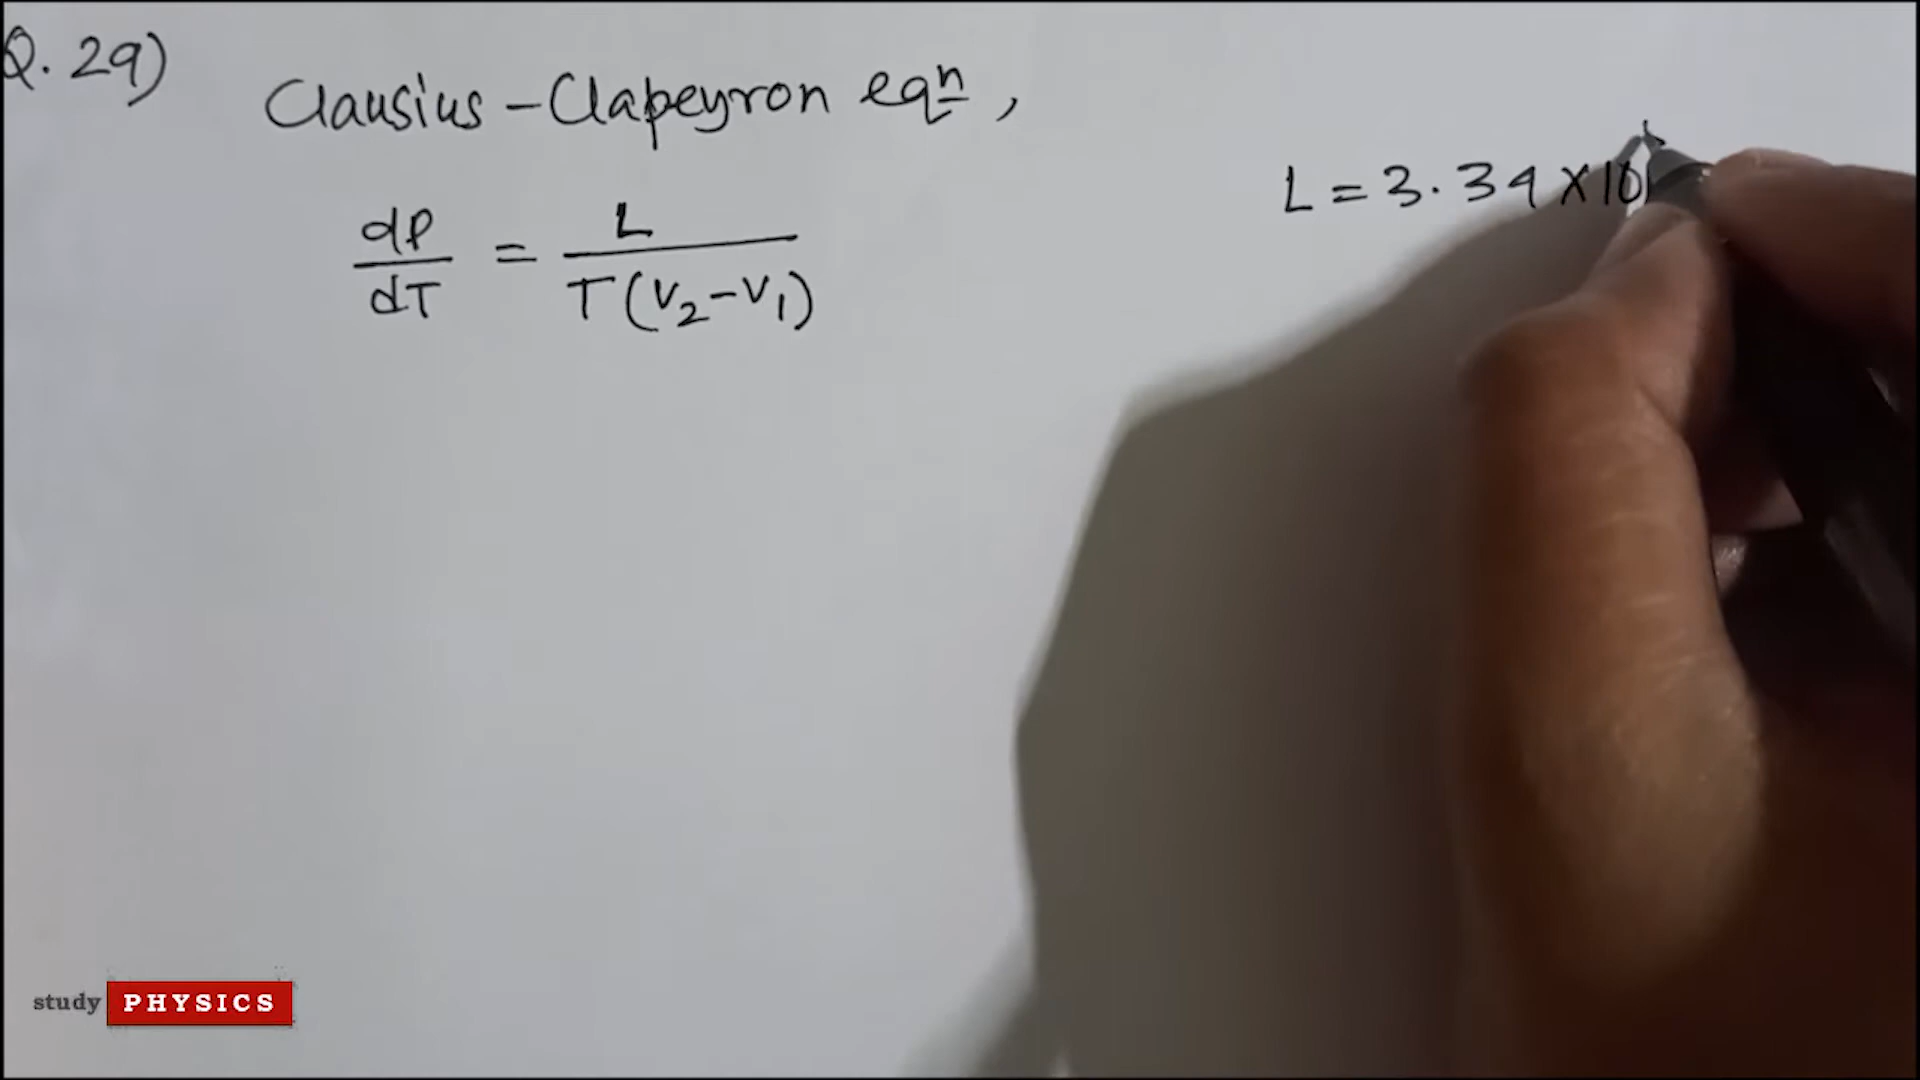 Q. 29)
Clausius - Clapeyron eqn,
dP/dT = L/T(V2-V1)
L = 3.34 × 10
study PHYSICS